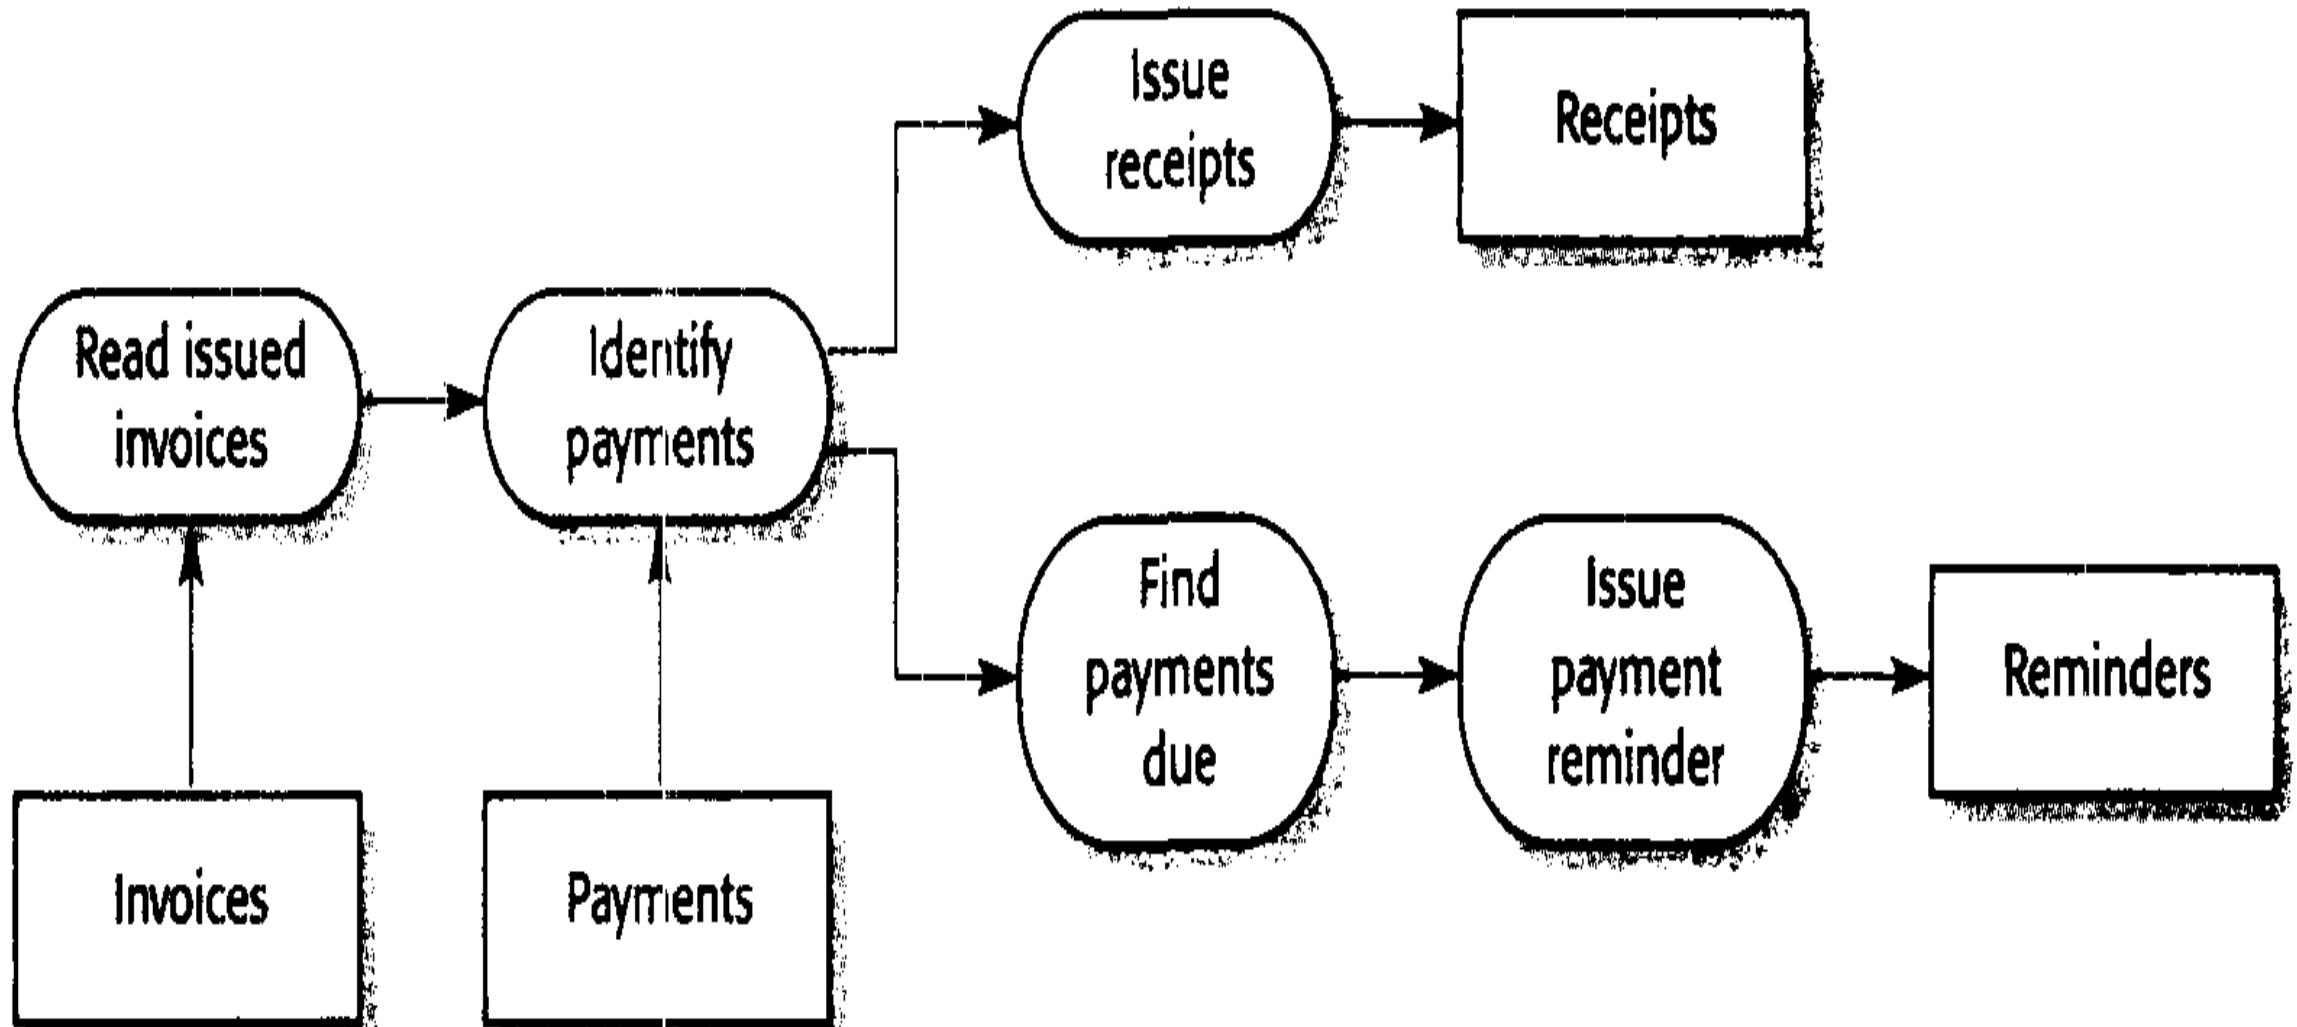 Issue
receipts
Receipts
Read issued
invoices
Identify
payments
Find
payments
due
Issue
payment
reminder
Reminders
Invoices
Payments